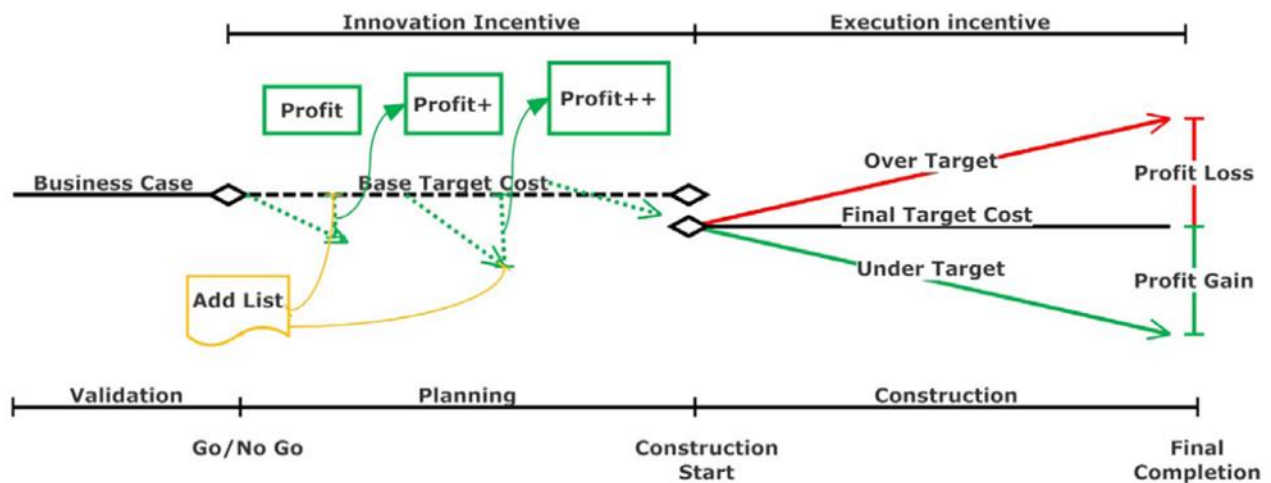 Innovation Incentive
Execution incentive
Profit
Profit+
Profit++
Business Case
Base Target Cost
Over Target
Profit Loss
Final Target Cost
Under Target
Profit Gain
Add List
Validation
Planning
Construction
Go/No Go
Construction
Start
Final
Completion